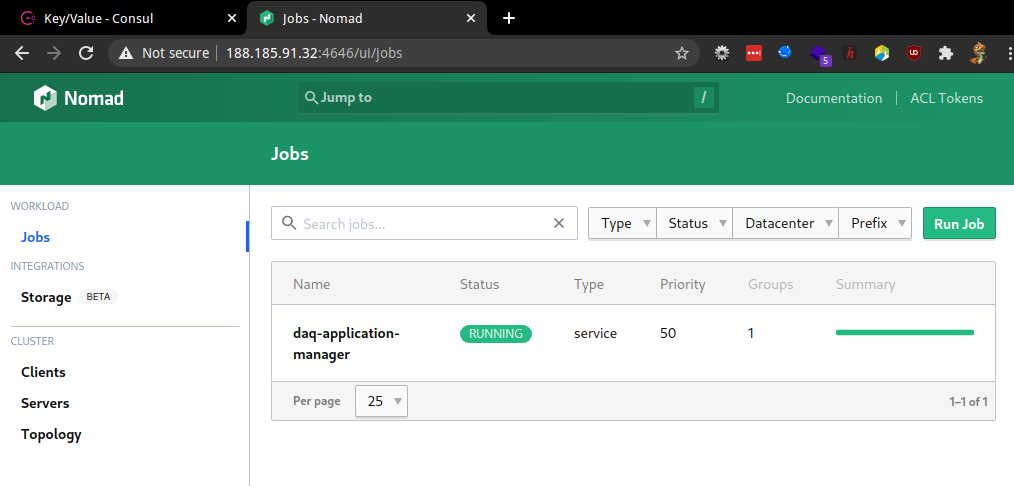 Key/Value - Consul
Jobs - Nomad
Not secure 188.185.91.32:4646/ui/jobs
5
Nomad
Jump to /
Documentation ACL Tokens
Jobs
WORKLOAD
Jobs
INTEGRATIONS
Storage BETA
CLUSTER
Clients
Servers
Topology
Search jobs...
Type Status Datacenter Prefix Run Job
Name Status Type Priority Groups Summary
daq-application-
manager RUNNING service 50 1
Per page 25 1–1 of 1